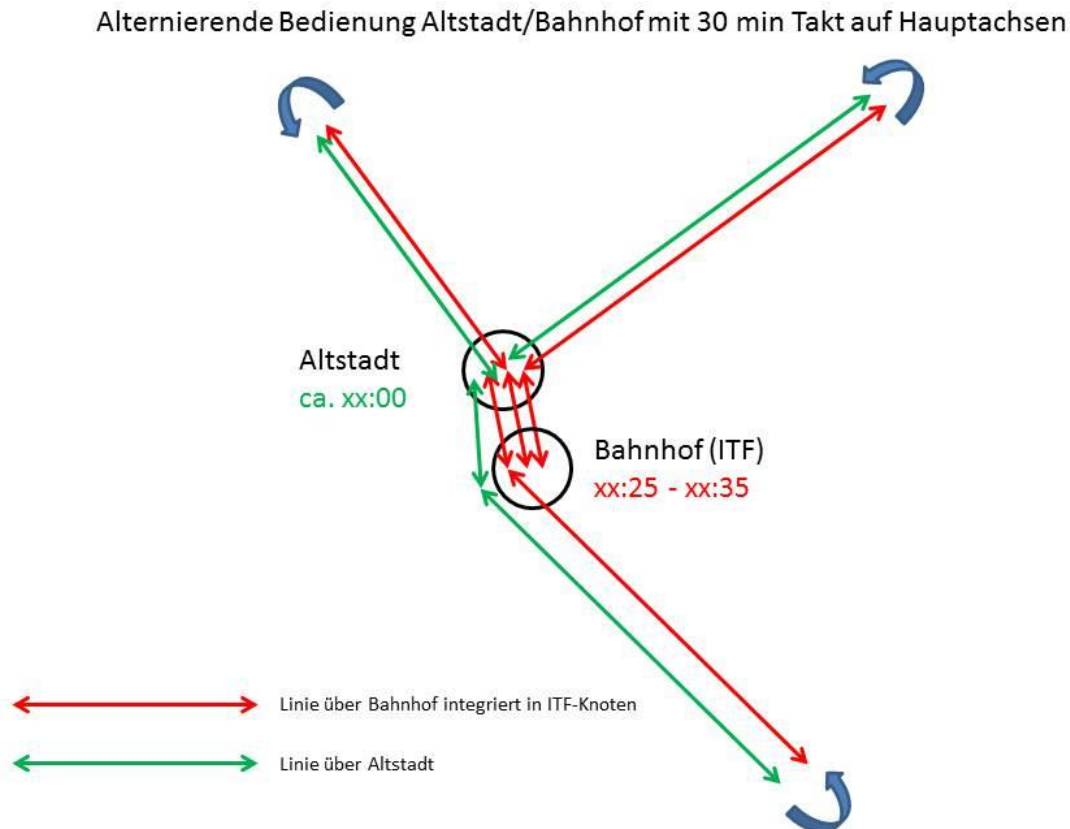 Alternierende Bedienung Altstadt/Bahnhof mit 30 min Takt auf Hauptachsen
Altstadt
ca. xx:00
Bahnhof (ITF)
xx:25 - xx:35
Linie über Bahnhof integriert in ITF-Knoten
Linie über Altstadt